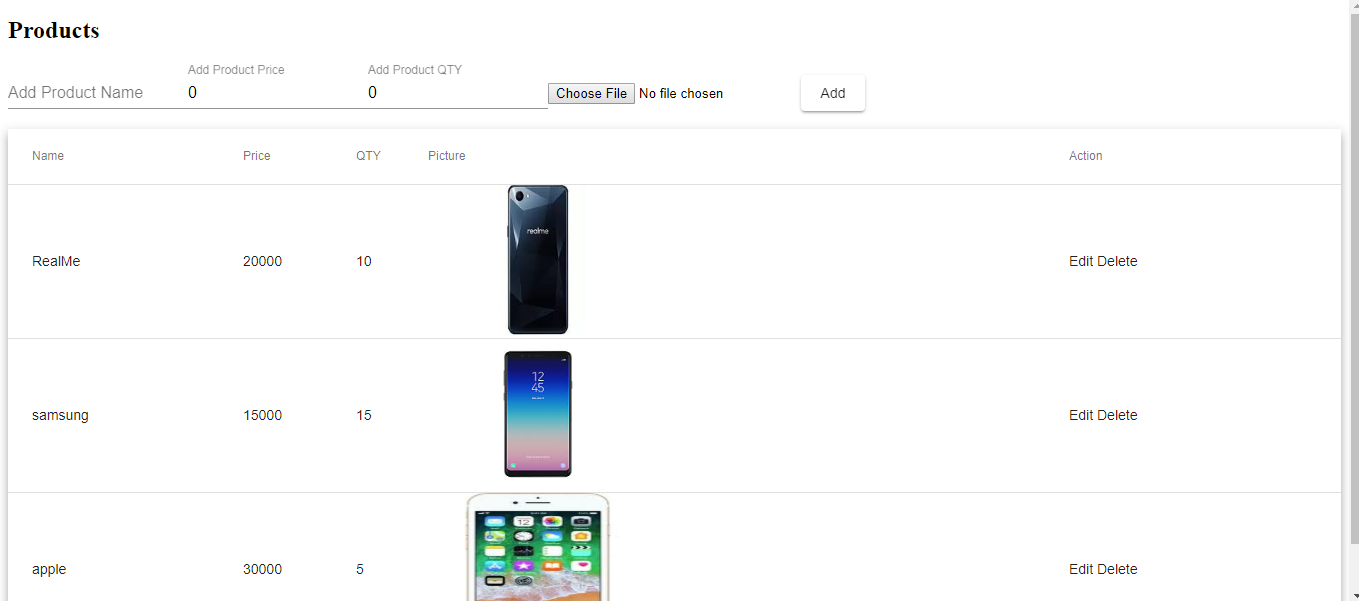 Products
Add Product Name
Add Product Price
0
Add Product QTY
0
Choose File No file chosen
Add
Name Price QTY Picture Action
realme
RealMe 20000 10 Edit Delete
12
45
samsung 15000 15 Edit Delete
12
apple 30000 5 Edit Delete